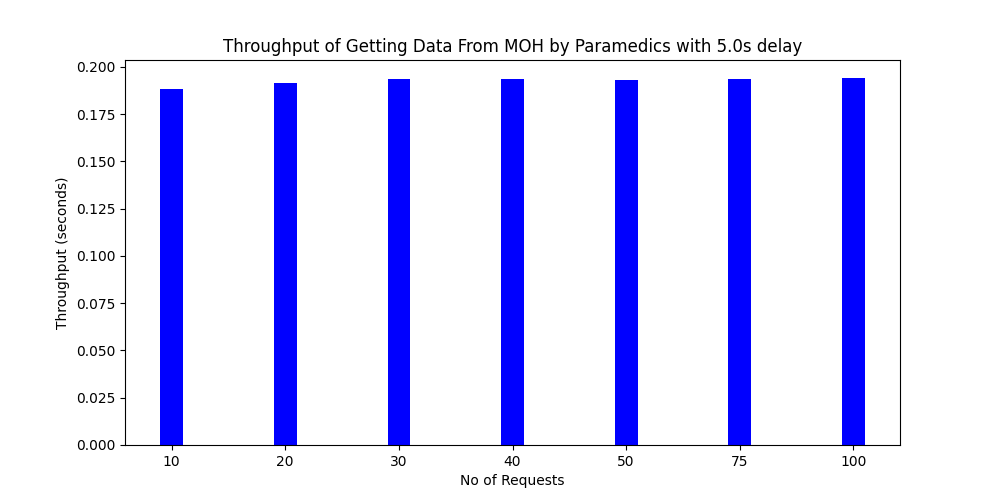 Throughput of Getting Data From MOH by Paramedics with 5.0s delay
0.200
0.175
0.150
0.125
0.100
0.075
0.050
0.025
0.000
Throughput (seconds)
10 20 30 40 50 75 100
No of Requests